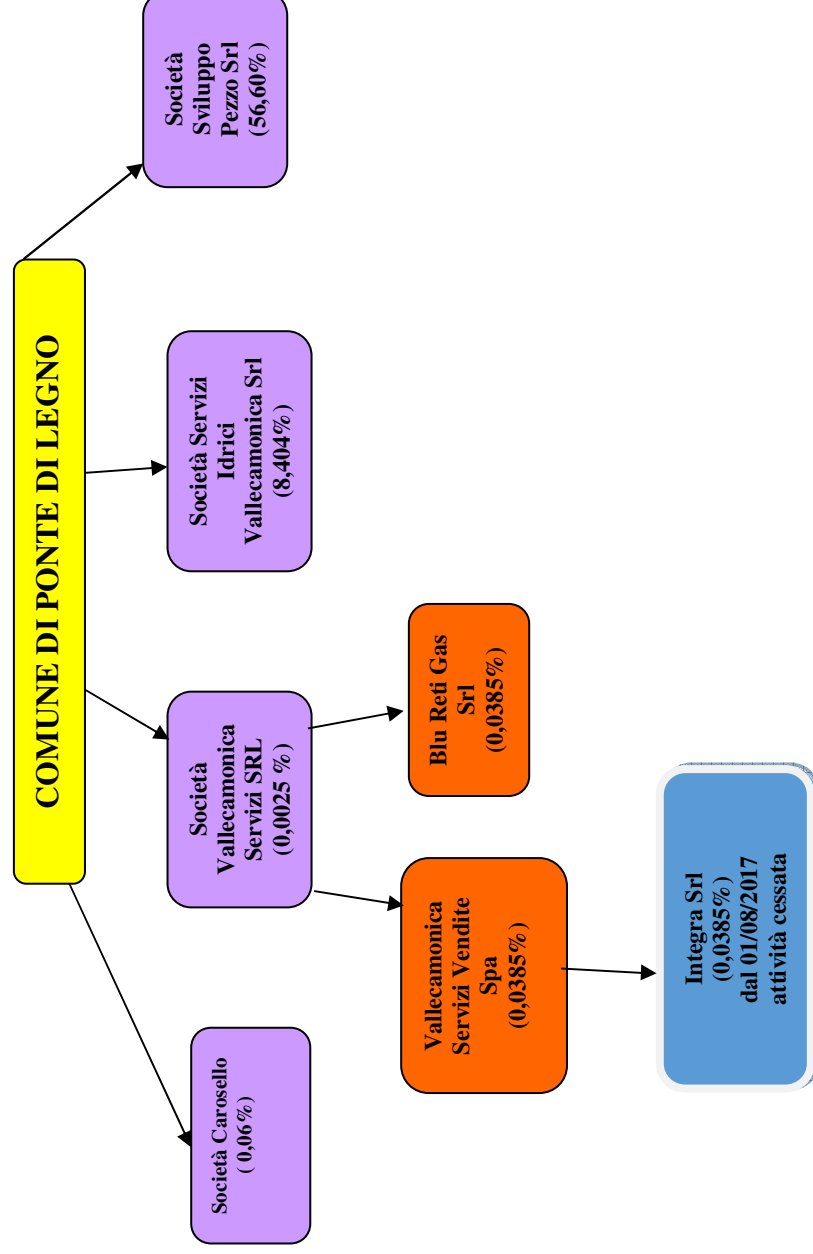 COMUNE DI PONTE DI LEGNO
Società Carosello
( 0,06%)
Società
Vallecamonica
Servizi SRL
(0,0025 %)
Società Servizi
Idrici
Vallecamonica Srl
(8,404%)
Società
Sviluppo
Pezzo Srl
(56,60%)
Vallecamonica
Servizi Vendite
Spa
(0,0385%)
Blu Reti Gas
Srl
(0,0385%)
Integra Srl
(0,0385%)
dal 01/08/2017
attività cessata